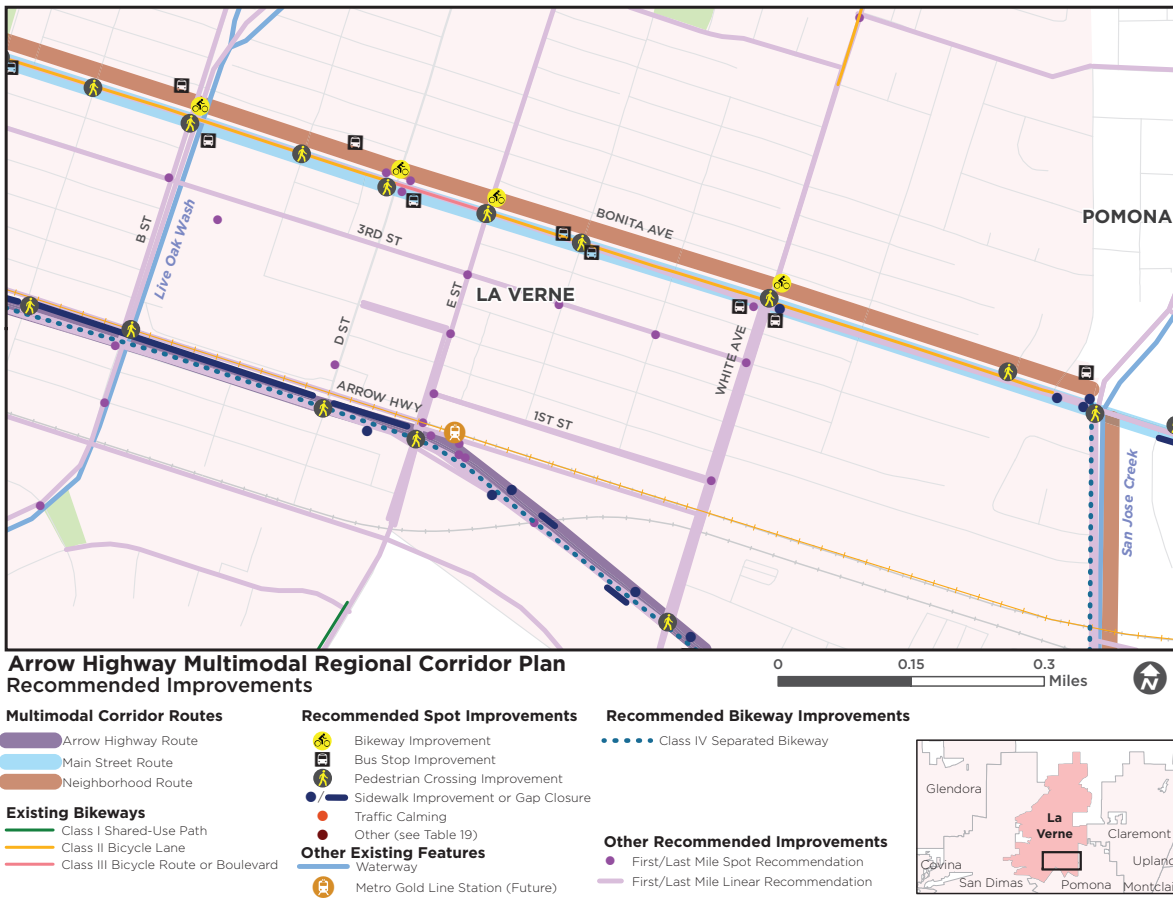 BONITA AVE
POMONA
B ST
Live Oak Wash
3RD ST
E ST
LA VERNE
D ST
WHITE AVE
ARROW HWY
1ST ST
San Jose Creek
Arrow Highway Multimodal Regional Corridor Plan
Recommended Improvements
0 0.15 0.3
Miles
N
Multimodal Corridor Routes
Arrow Highway Route
Main Street Route
Neighborhood Route
Existing Bikeways
Class I Shared-Use Path
Class II Bicycle Lane
Class III Bicycle Route or Boulevard
Recommended Spot Improvements
Bikeway Improvement
Bus Stop Improvement
Pedestrian Crossing Improvement
/ Sidewalk Improvement or Gap Closure
Traffic Calming
Other (see Table 19)
Other Existing Features
Waterway
Metro Gold Line Station (Future)
Recommended Bikeway Improvements
Class IV Separated Bikeway
Other Recommended Improvements
First/Last Mile Spot Recommendation
First/Last Mile Linear Recommendation
Glendora
La
Verne
Claremont
Covina
Uplan
San Dimas
Pomona
Montclai